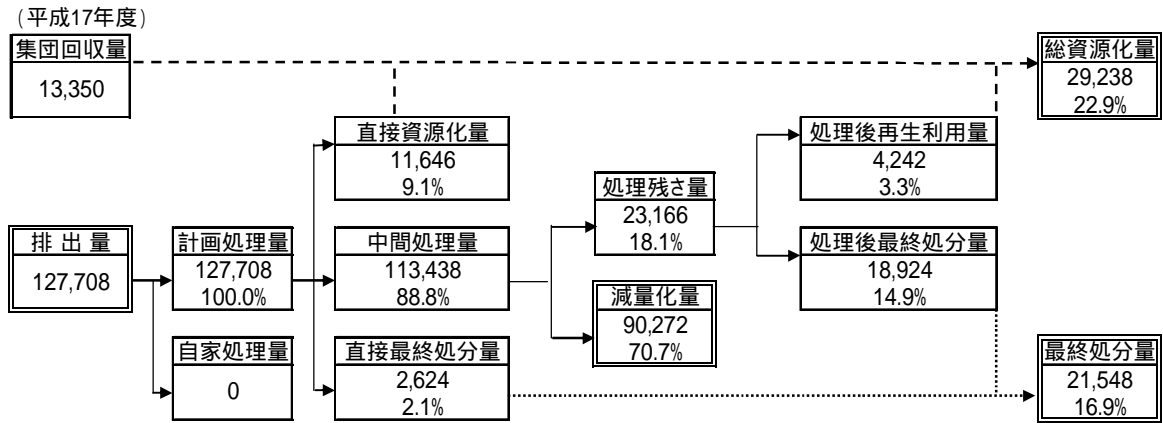 (平成17年度)
集団回収量
13,350
総資源化量
29,238
22.9%
直接資源化量
11,646
9.1%
処理後再生利用量
4,242
3.3%
処理残さ量
23,166
18.1%
排出量
127,708
計画処理量
127,708
100.0%
中間処理量
113,438
88.8%
処理後最終処分量
18,924
14.9%
減量化量
90,272
70.7%
自家処理量
0
直接最終処分量
2,624
2.1%
最終処分量
21,548
16.9%